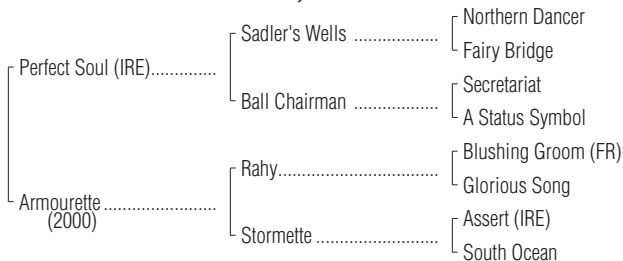 Northern Dancer
Sadler's Wells ..................
Fairy Bridge
Perfect Soul (IRE).............
Secretariat
Ball Chairman ..................
A Status Symbol
Blushing Groom (FR)
Rahy..................................
Glorious Song
Armourette ........................
(2000)
Assert (IRE)
Stormette ..........................
South Ocean